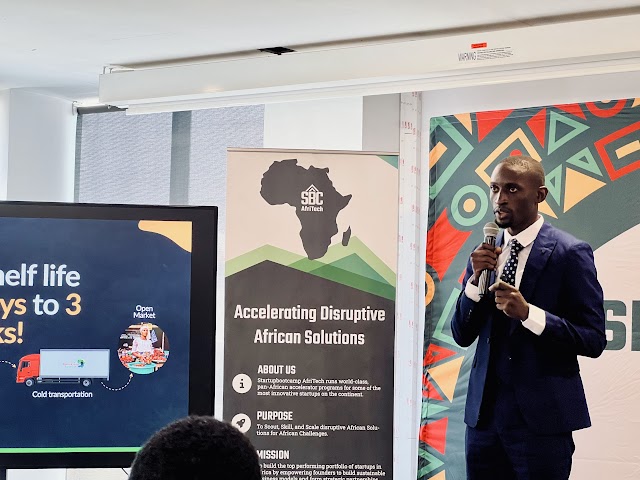 WARNING
SBC
AfriTech
Accelerating Disruptive
African Solutions
ABOUT US
Startupbootcamp AfriTech runs world-class,
pan-African accelerator programs for some of the
most innovative startups on the continent.
PURPOSE
To Scout, Skill, and Scale disruptive African Solu-
tions for African Challenges.
MISSION
build the top performing portfolio of startups in
by empowering founders to build sustainable
models and form strategic partnerships
helf life
ys to 3
ks!
Open
Market
Cold transportation
S